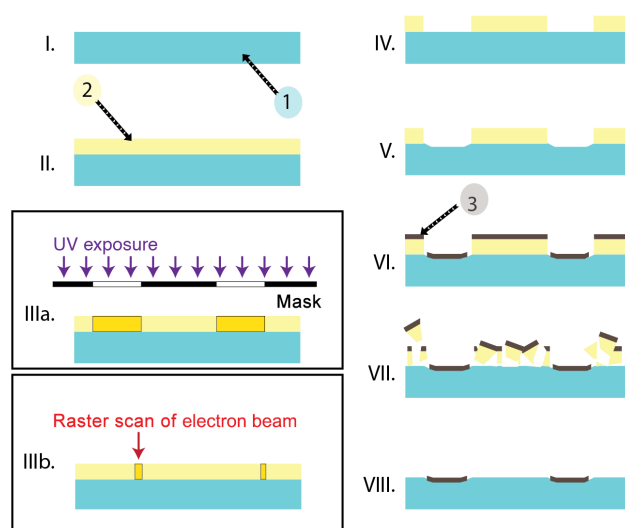 I.
1
2
II.
UV exposure
Mask
IIIa.
Raster scan of electron beam
IIIb.
IV.
V.
3
VI.
VII.
VIII.